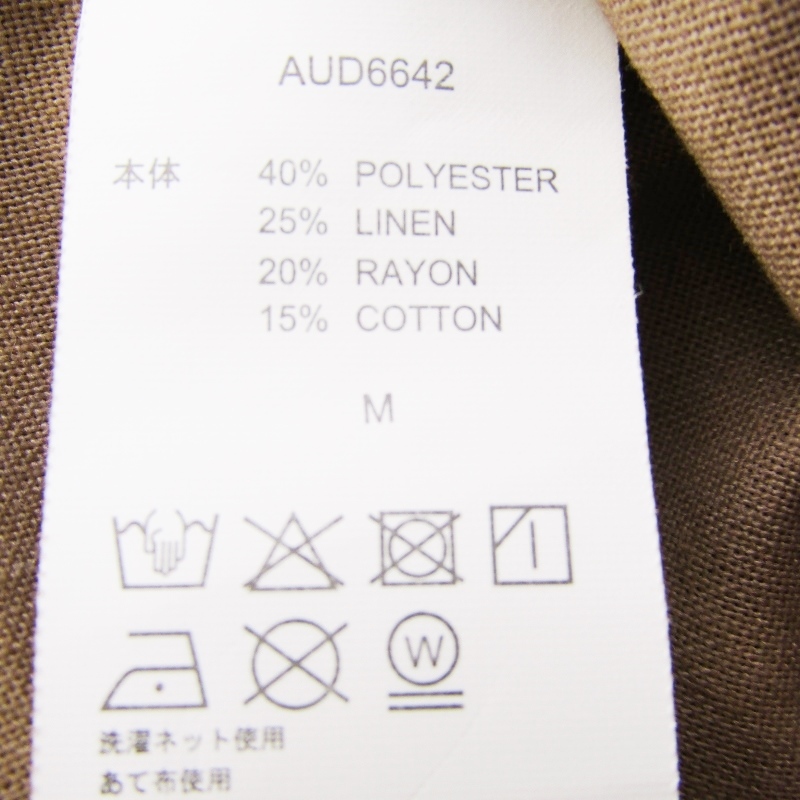 AUD6642
本体 40% POLYESTER
25% LINEN
20% RAYON
15% COTTON
M
W
洗濯ネット使用
あて布使用